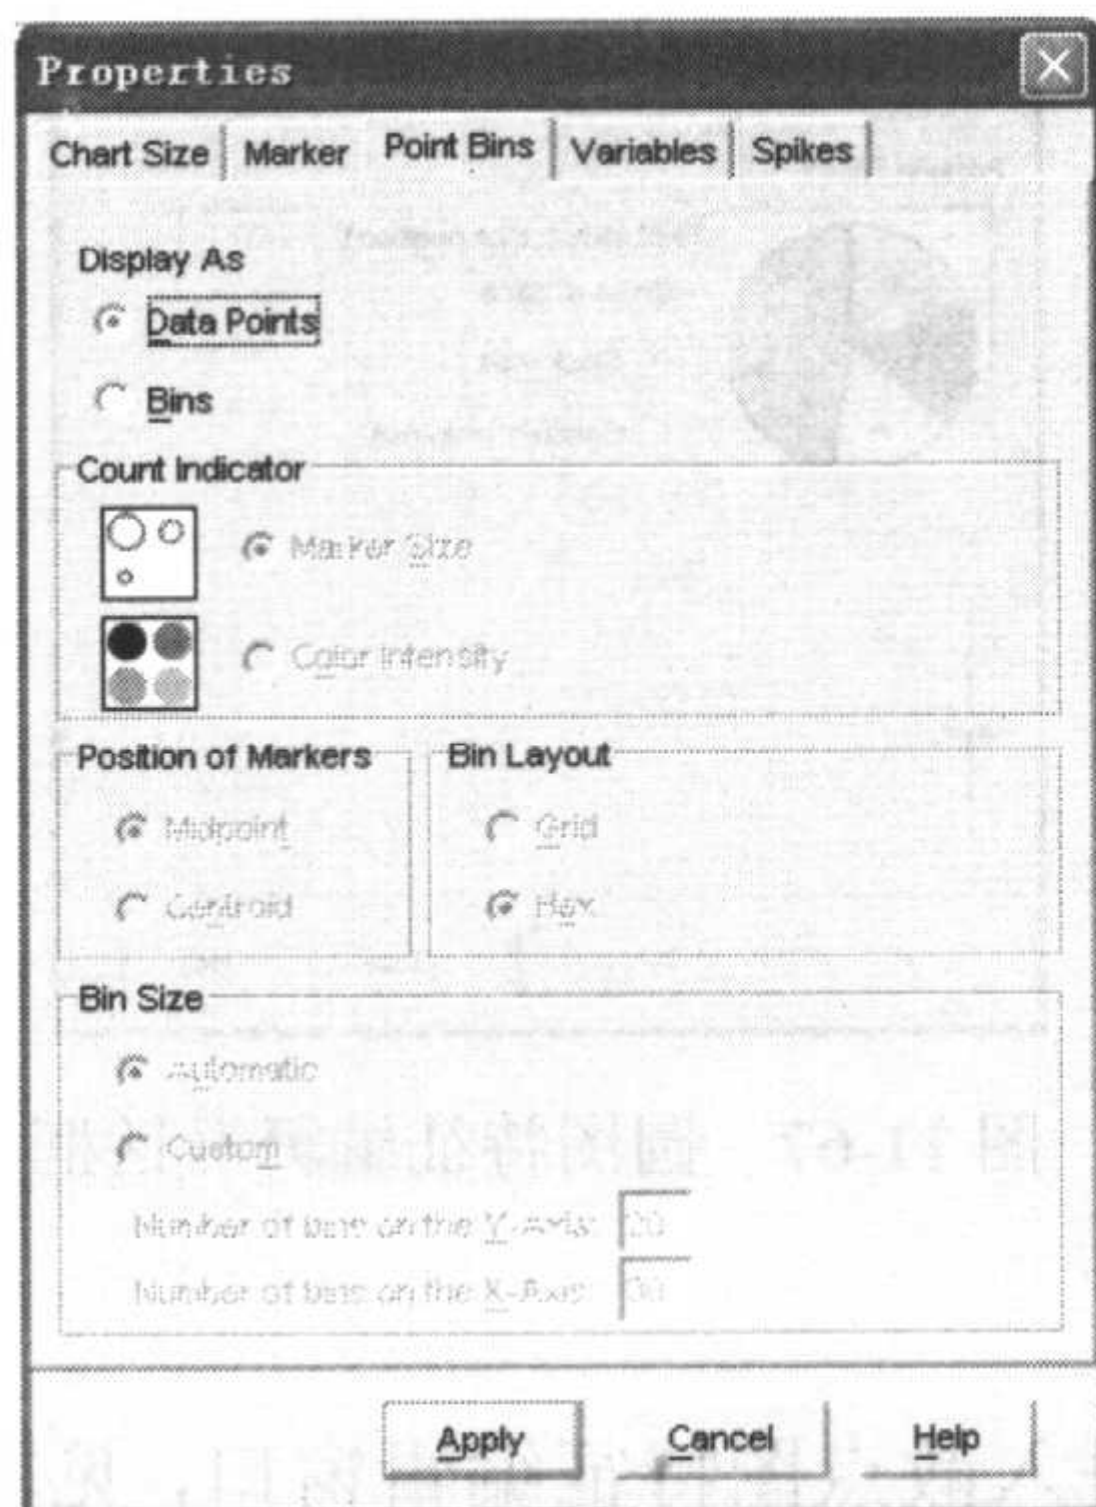 Properties
Chart Size Marker Point Bins Variables Spikes
Display As
Data Points
Bins
Count Indicator
Marker Size
Color Intensity
Position of Markers Bin Layout
Midpoint Grid
Centroid Hex
Bin Size
Automatic
Custom
Number of bins on the Y-Axis: 20
Number of bins on the X-Axis:
Apply Cancel Help